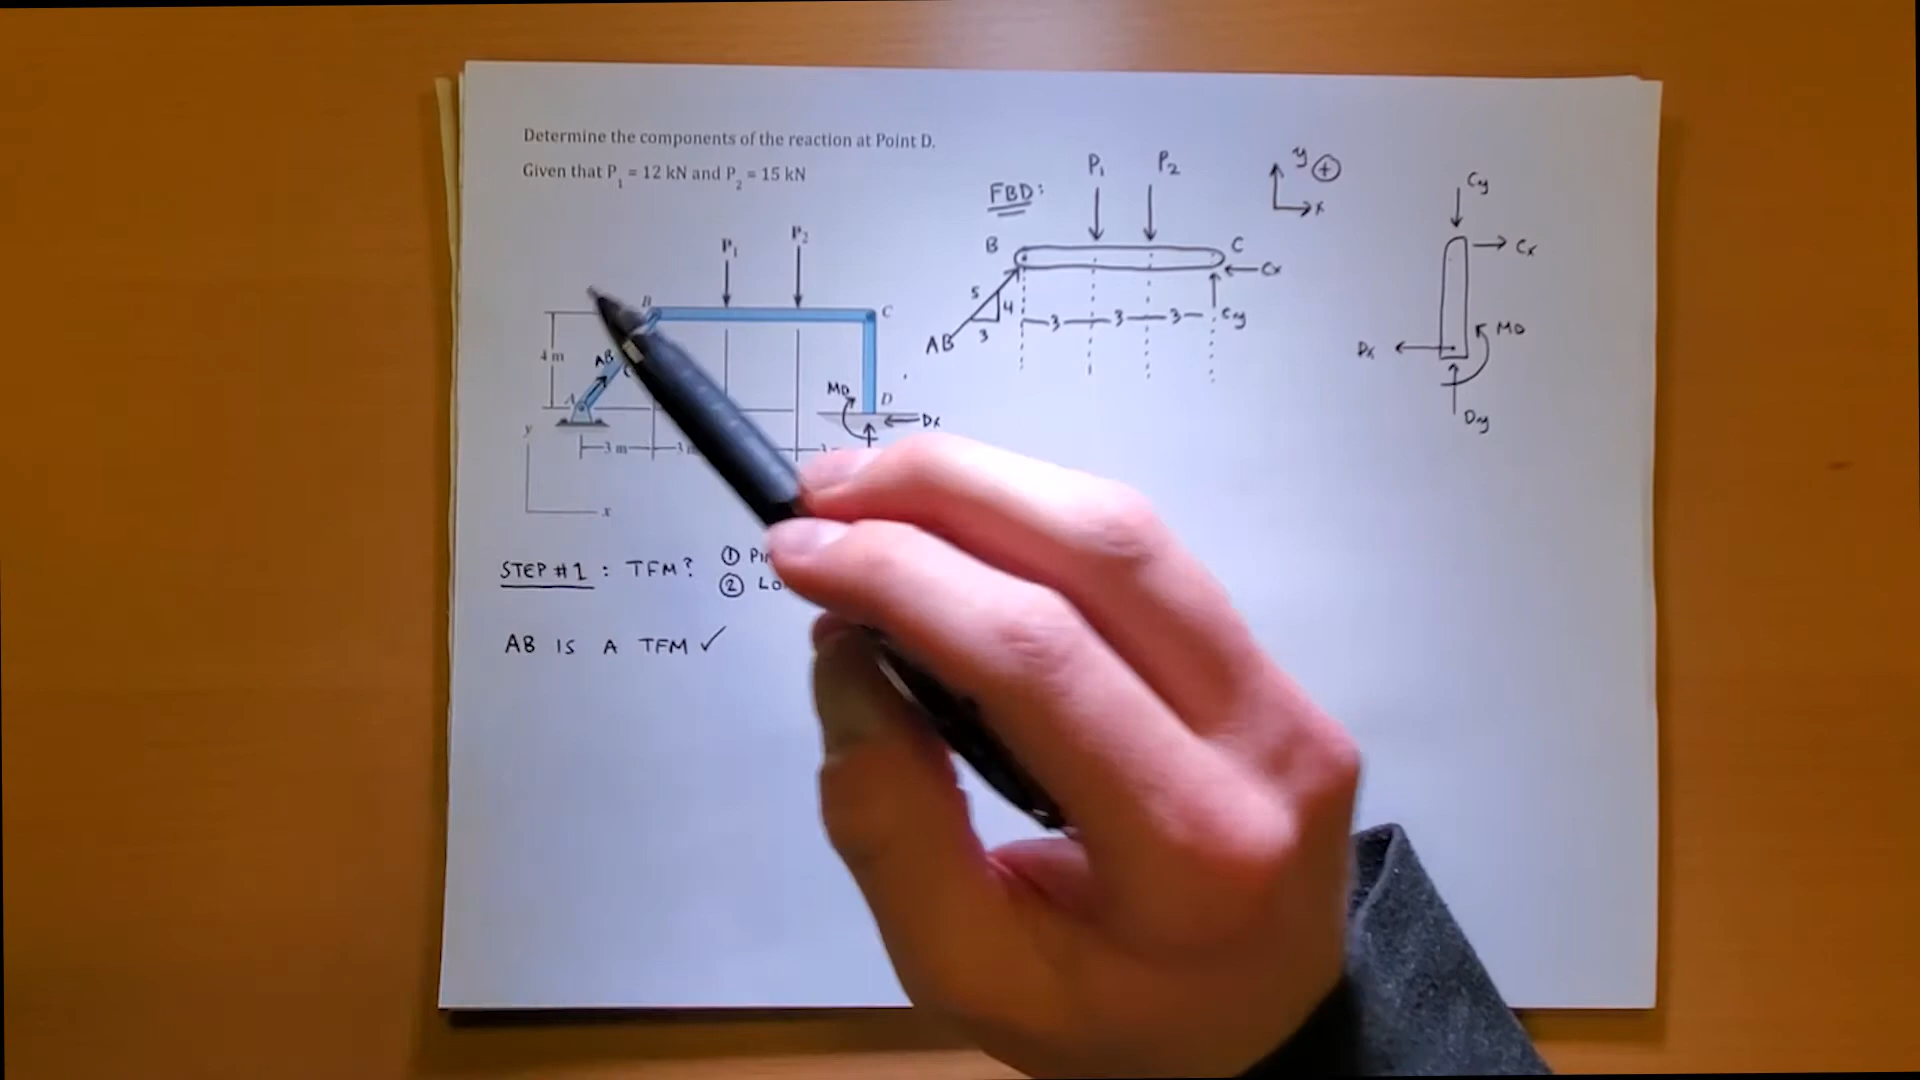 Determine the components of the reaction at Point D.
Given that P1 = 12 kN and P2 = 15 kN
P1
P2
B
C
4 m
AB
C
A
MD
D
Dx
y
3 m
3
x
STEP #1 : TFM?
①
② 
AB IS A TFM ✓
FBD:
P1
P2
y +
x
B
C
Cx
5
4
3
AB
3
3
3
Cy
Cy
Cx
Dx
MD
Dy